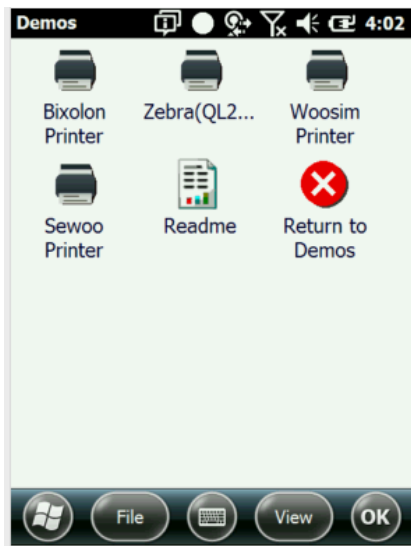 Demos 4:02
Bixolon Printer
Zebra(QL2...
Woosim Printer
Sewoo Printer
Readme
Return to Demos
File View OK